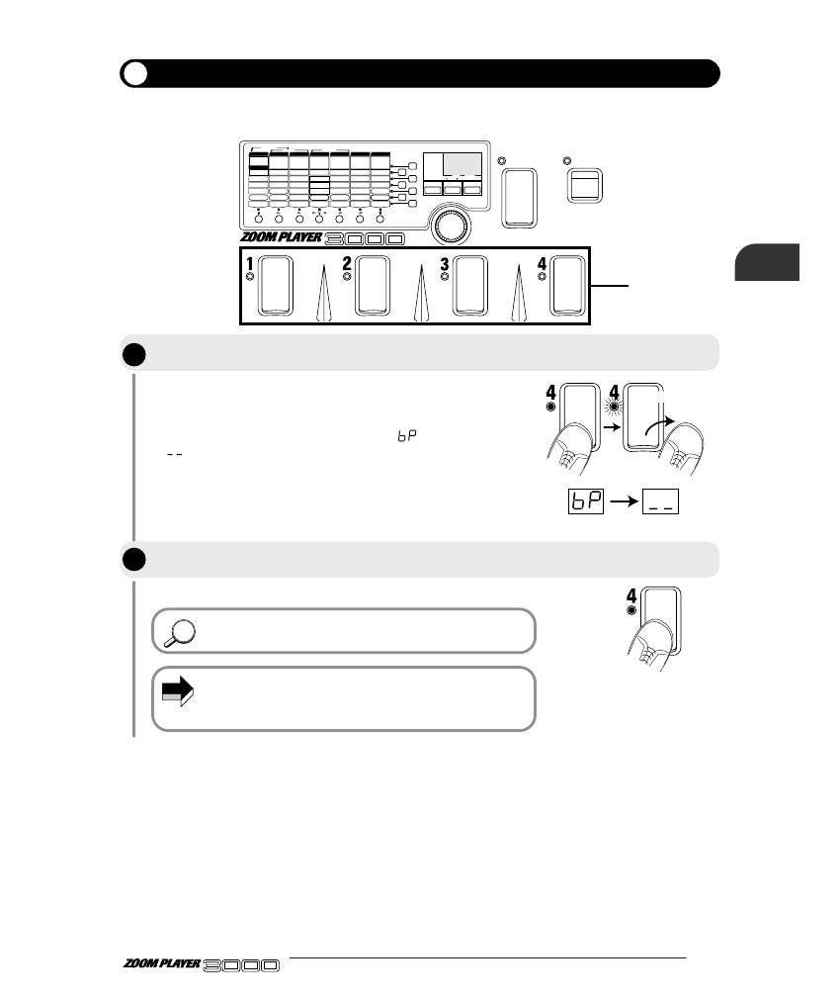 ZOOM PLAYER 3000
1 2 3 4
4 4
bP
_ _
bP _ _
4
ZOOM PLAYER 3000